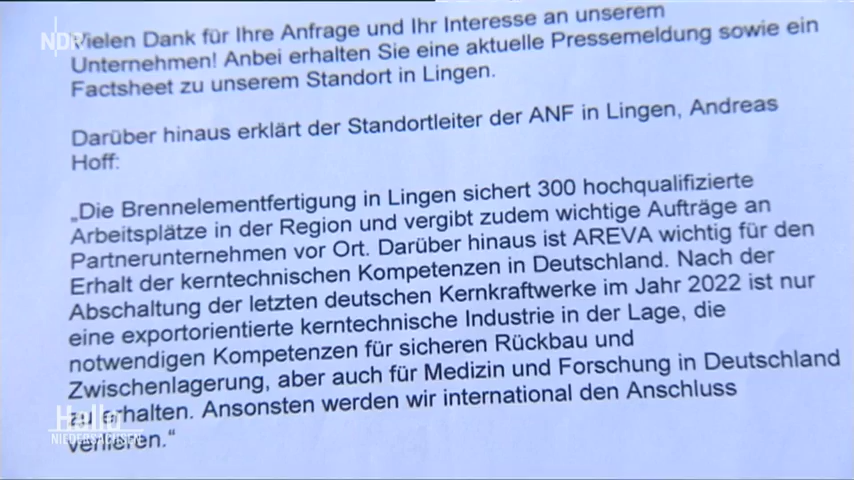 NDR
Vielen Dank für Ihre Anfrage und Ihr Interesse an unserem
Unternehmen! Anbei erhalten Sie eine aktuelle Pressemeldung sowie ein
Factsheet zu unserem Standort in Lingen.
Darüber hinaus erklärt der Standortleiter der ANF in Lingen, Andreas
Hoff:
„Die Brennelementfertigung in Lingen sichert 300 hochqualifizierte
Arbeitsplätze in der Region und vergibt zudem wichtige Aufträge an
Partnerunternehmen vor Ort. Darüber hinaus ist AREVA wichtig für den
Erhalt der kerntechnischen Kompetenzen in Deutschland. Nach der
Abschaltung der letzten deutschen Kernkraftwerke im Jahr 2022 ist nur
eine exportorientierte kerntechnische Industrie in der Lage, die
notwendigen Kompetenzen für sicheren Rückbau und
Zwischenlagerung, aber auch für Medizin und Forschung in Deutschland
zu erhalten. Ansonsten werden wir international den Anschluss
verlieren.“
Hallo
NIEDERSACHSEN